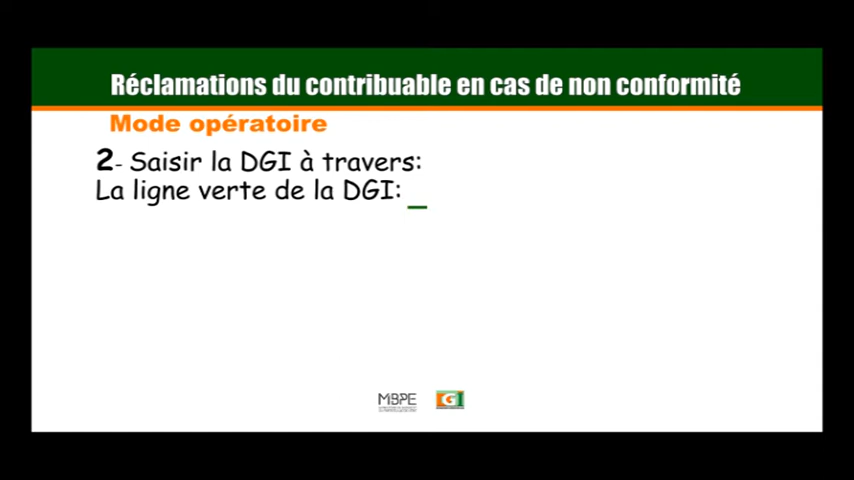 Réclamations du contribuable en cas de non conformité
Mode opératoire
2- Saisir la DGI à travers:
La ligne verte de la DGI: _
MBPE
GI